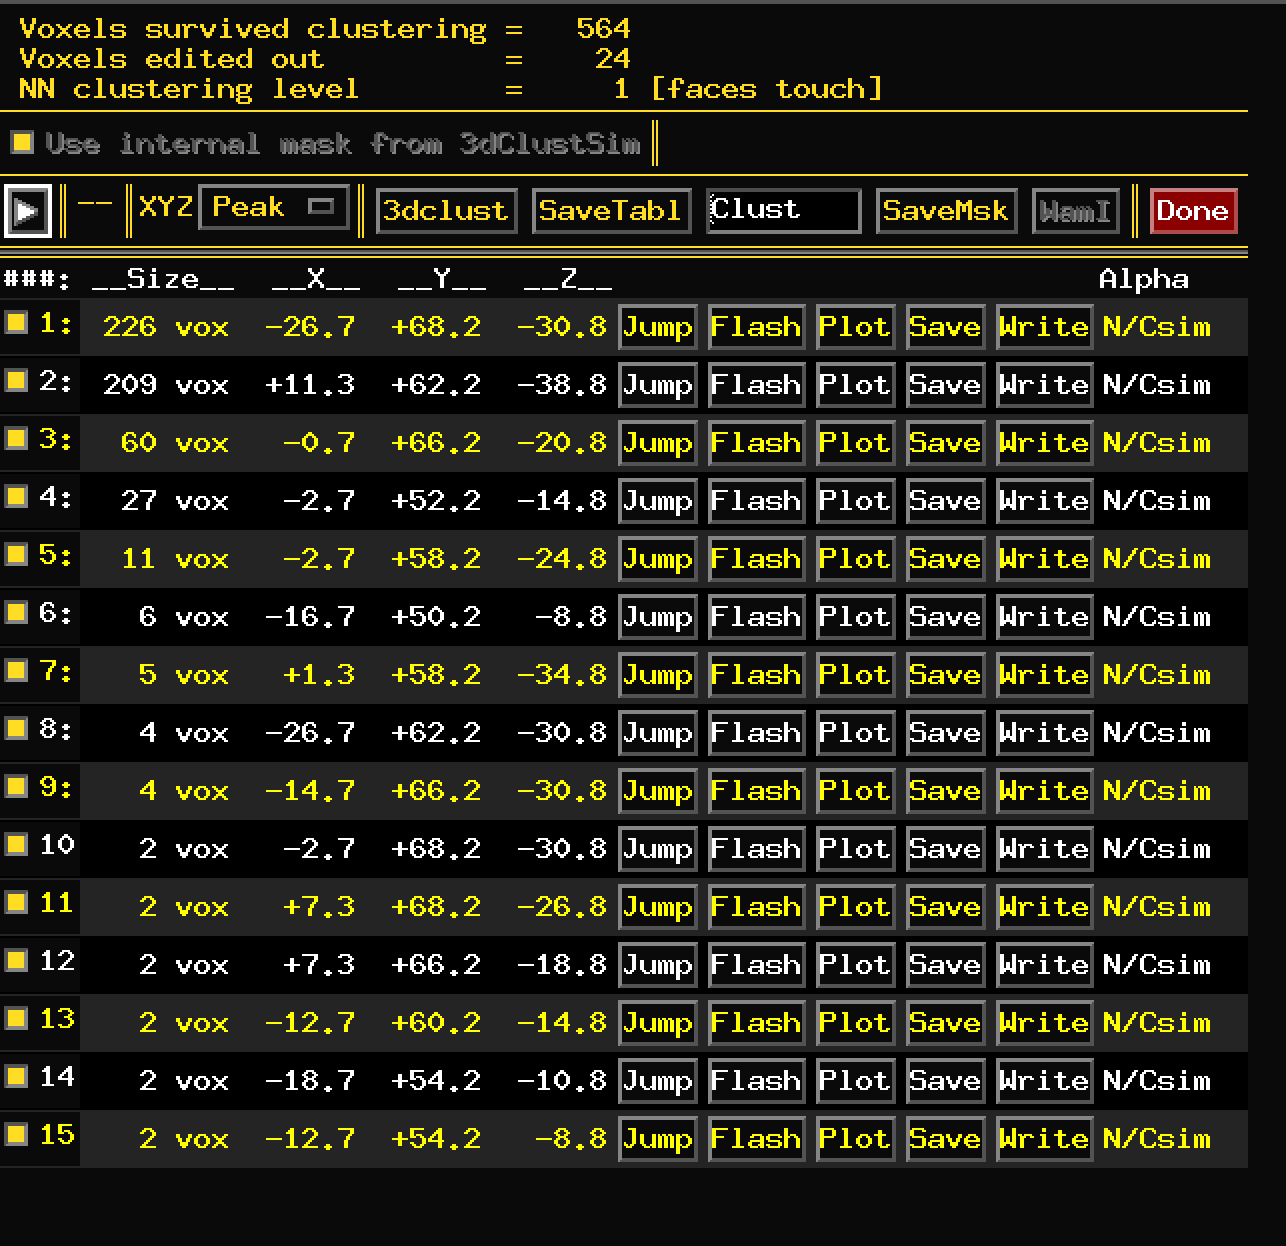 Voxels survived clustering = 564
Voxels edited out = 24
NN clustering level = 1 [faces touch]
Use internal mask from 3dClustSim
-- XYZ Peak 3dclust SaveTabl Clust SaveMsk WamI Done
###: __Size__ __X__ __Y__ __Z__ Alpha
1: 226 vox -26.7 +68.2 -30.8 Jump Flash Plot Save Write N/Csim
2: 209 vox +11.3 +62.2 -38.8 Jump Flash Plot Save Write N/Csim
3: 60 vox -0.7 +66.2 -20.8 Jump Flash Plot Save Write N/Csim
4: 27 vox -2.7 +52.2 -14.8 Jump Flash Plot Save Write N/Csim
5: 11 vox -2.7 +58.2 -24.8 Jump Flash Plot Save Write N/Csim
6: 6 vox -16.7 +50.2 -8.8 Jump Flash Plot Save Write N/Csim
7: 5 vox +1.3 +58.2 -34.8 Jump Flash Plot Save Write N/Csim
8: 4 vox -26.7 +62.2 -30.8 Jump Flash Plot Save Write N/Csim
9: 4 vox -14.7 +66.2 -30.8 Jump Flash Plot Save Write N/Csim
10 2 vox -2.7 +68.2 -30.8 Jump Flash Plot Save Write N/Csim
11 2 vox +7.3 +68.2 -26.8 Jump Flash Plot Save Write N/Csim
12 2 vox +7.3 +66.2 -18.8 Jump Flash Plot Save Write N/Csim
13 2 vox -12.7 +60.2 -14.8 Jump Flash Plot Save Write N/Csim
14 2 vox -18.7 +54.2 -10.8 Jump Flash Plot Save Write N/Csim
15 2 vox -12.7 +54.2 -8.8 Jump Flash Plot Save Write N/Csim